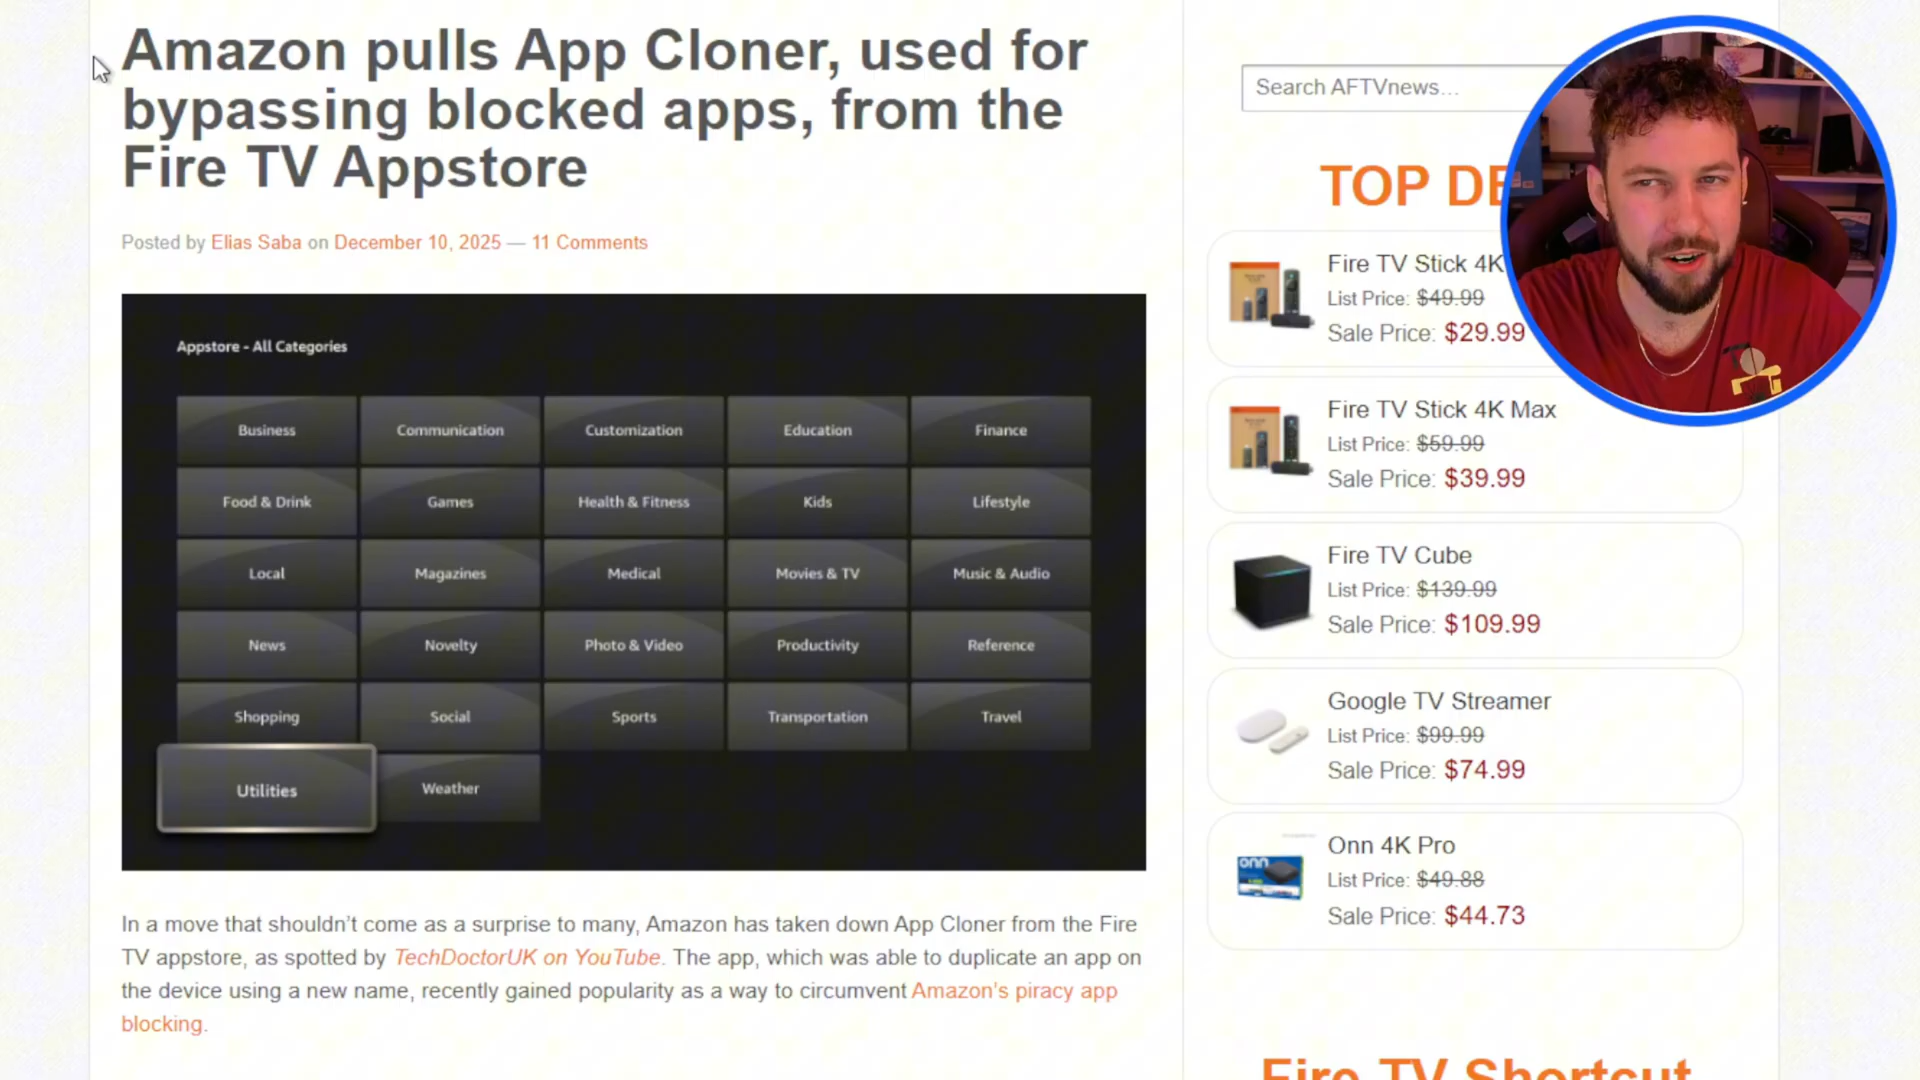 Amazon pulls App Cloner, used for
bypassing blocked apps, from the
Fire TV Appstore
Posted by Elias Saba on December 10, 2025 — 11 Comments
Appstore - All Categories
Business
Communication
Customization
Education
Finance
Food & Drink
Games
Health & Fitness
Kids
Lifestyle
Local
Magazines
Medical
Movies & TV
Music & Audio
News
Novelty
Photo & Video
Productivity
Reference
Shopping
Social
Sports
Transportation
Travel
Utilities
Weather
In a move that shouldn't come as a surprise to many, Amazon has taken down App Cloner from the Fire
TV appstore, as spotted by TechDoctorUK on YouTube. The app, which was able to duplicate an app on
the device using a new name, recently gained popularity as a way to circumvent Amazon's piracy app
blocking.
Search AFTVnews...
TOP DE
Fire TV Stick 4K
List Price: $49.99
Sale Price: $29.99
Fire TV Stick 4K Max
List Price: $59.99
Sale Price: $39.99
Fire TV Cube
List Price: $139.99
Sale Price: $109.99
Google TV Streamer
List Price: $99.99
Sale Price: $74.99
onn
Onn 4K Pro
List Price: $49.88
Sale Price: $44.73
Fire TV Shortcut